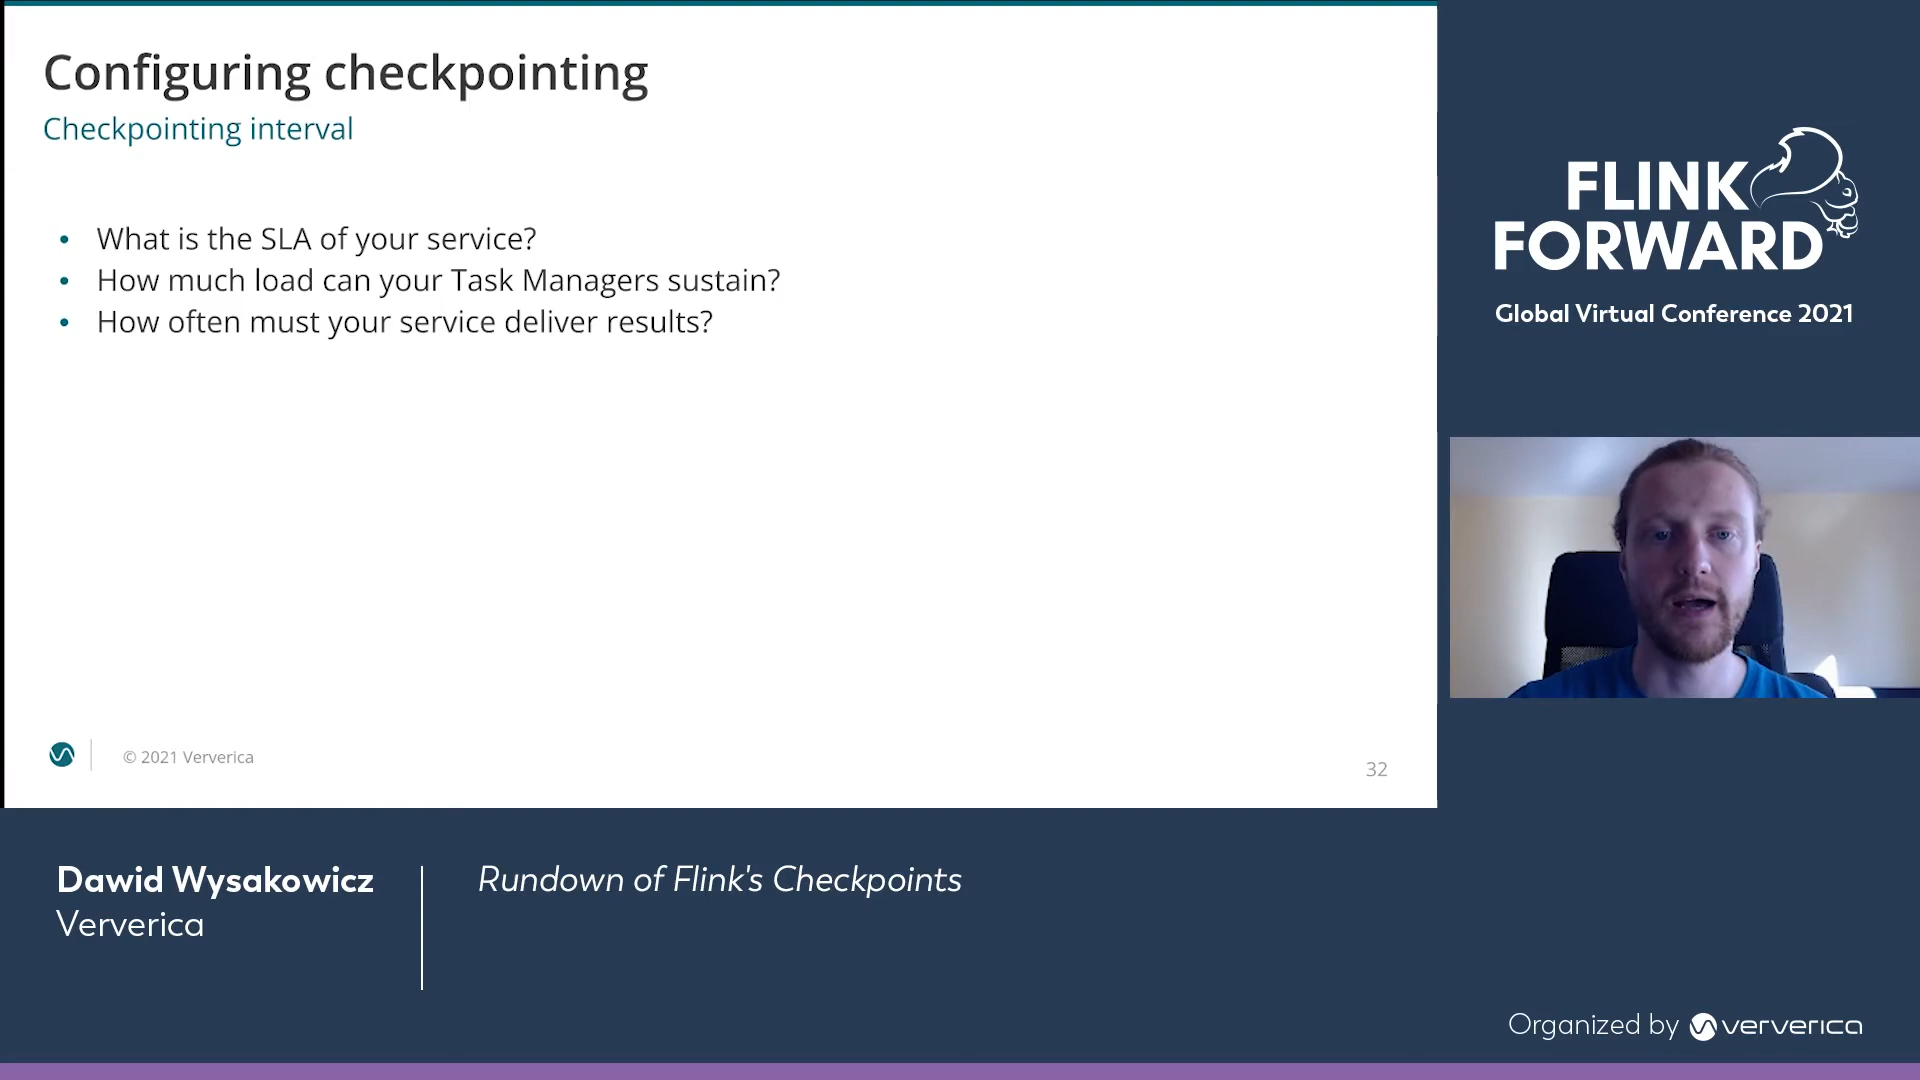 Configuring checkpointing
Checkpointing interval
• What is the SLA of your service?
• How much load can your Task Managers sustain?
• How often must your service deliver results?
© 2021 Ververica
32
FLINK
FORWARD
Global Virtual Conference 2021
Dawid Wysakowicz
Ververica
Rundown of Flink's Checkpoints
Organized by ververica